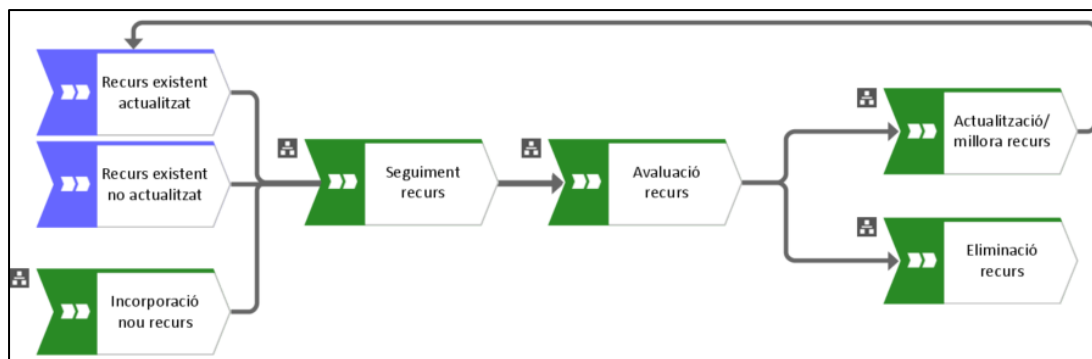 Recurs existent
actualitzat
Recurs existent
no actualitzat
Incorporació
nou recurs
Seguiment
recurs
Avaluació
recurs
Actualització/
millora recurs
Eliminació
recurs